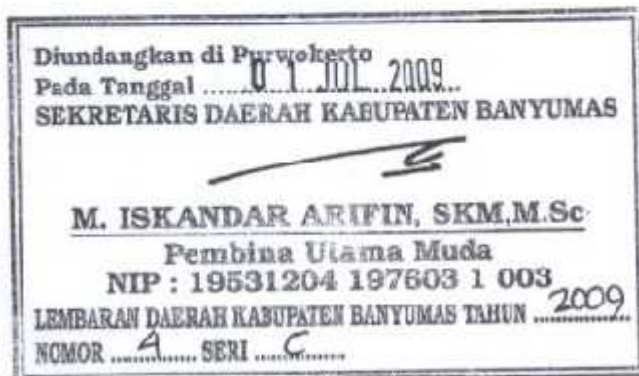 Diundangkan di Purwokerto
Pada Tanggal ......01 JUL 2009..
SEKRETARIS DAERAH KABUPATEN BANYUMAS
M. ISKANDAR ARIFIN, SKM,M.Sc
Pembina Utama Muda
NIP : 19531204 197603 1 003
LEMBARAN DAERAH KABUPATEN BANYUMAS TAHUN ..2009..
NOMOR ........ SERI .....C.......